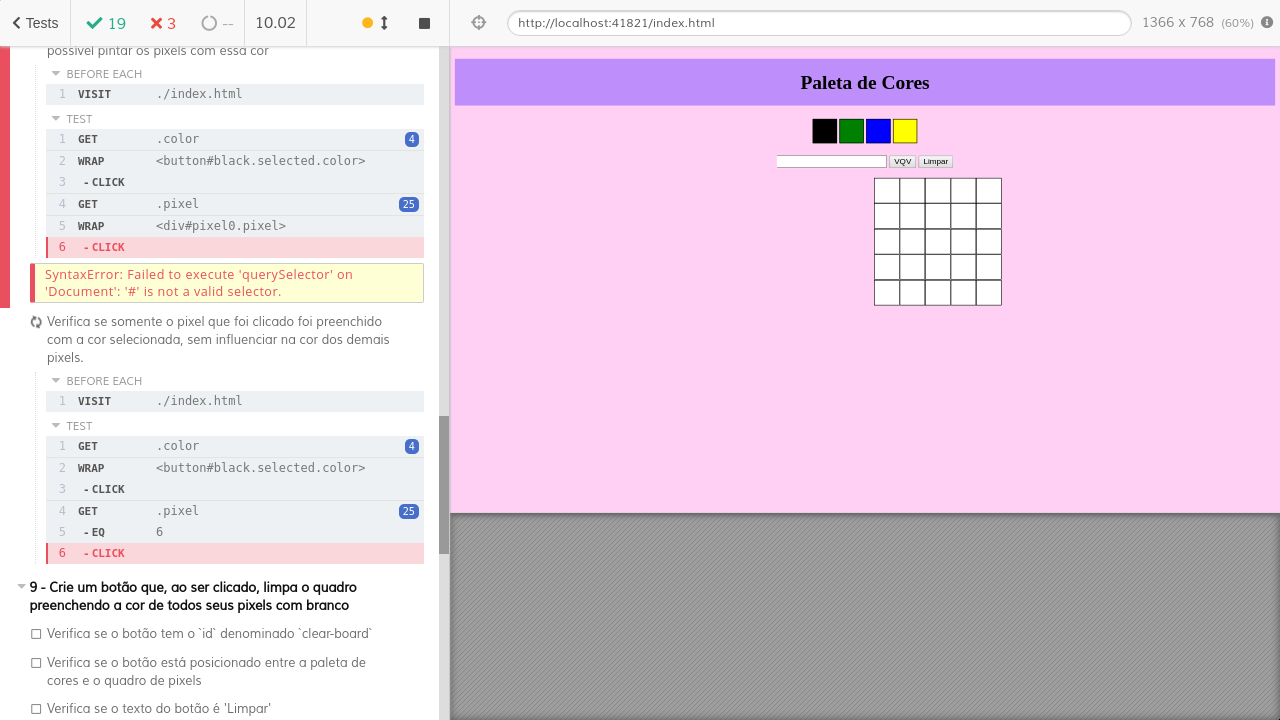 Tests 19 3 -- 10.02 http://localhost:41821/index.html 1366 x 768 (60%)
possível pintar os pixels com essa cor
BEFORE EACH
1 VISIT ./index.html
TEST
1 GET .color 4
2 WRAP <button#black.selected.color>
3 -CLICK
4 GET .pixel 25
5 WRAP <div#pixel0.pixel>
6 -CLICK
SyntaxError: Failed to execute 'querySelector' on
'Document': '#' is not a valid selector.
Verifica se somente o pixel que foi clicado foi preenchido
com a cor selecionada, sem influenciar na cor dos demais
pixels.
BEFORE EACH
1 VISIT ./index.html
TEST
1 GET .color 4
2 WRAP <button#black.selected.color>
3 -CLICK
4 GET .pixel 25
5 -EQ 6
6 -CLICK
9 - Crie um botão que, ao ser clicado, limpa o quadro
preenchendo a cor de todos seus pixels com branco
Verifica se o botão tem o `id` denominado `clear-board`
Verifica se o botão está posicionado entre a paleta de
cores e o quadro de pixels
Verifica se o texto do botão é 'Limpar'
Paleta de Cores
VQV Limpar